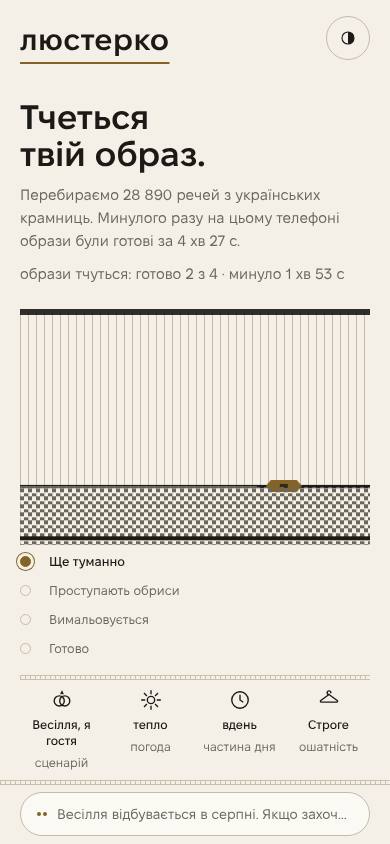 люстерко
Тчеться
твій образ.
Перебираємо 28 890 речей з українських
крамниць. Минулого разу на цьому телефоні
образи були готові за 4 хв 27 с.
образи тчуться: готово 2 з 4 · минуло 1 хв 53 с
Ще туманно
Проступають обриси
Вимальовується
Готово
Весілля, я гостя
сценарій
тепло
погода
вдень
частина дня
Строге
ошатність
Весілля відбувається в серпні. Якщо захоч...